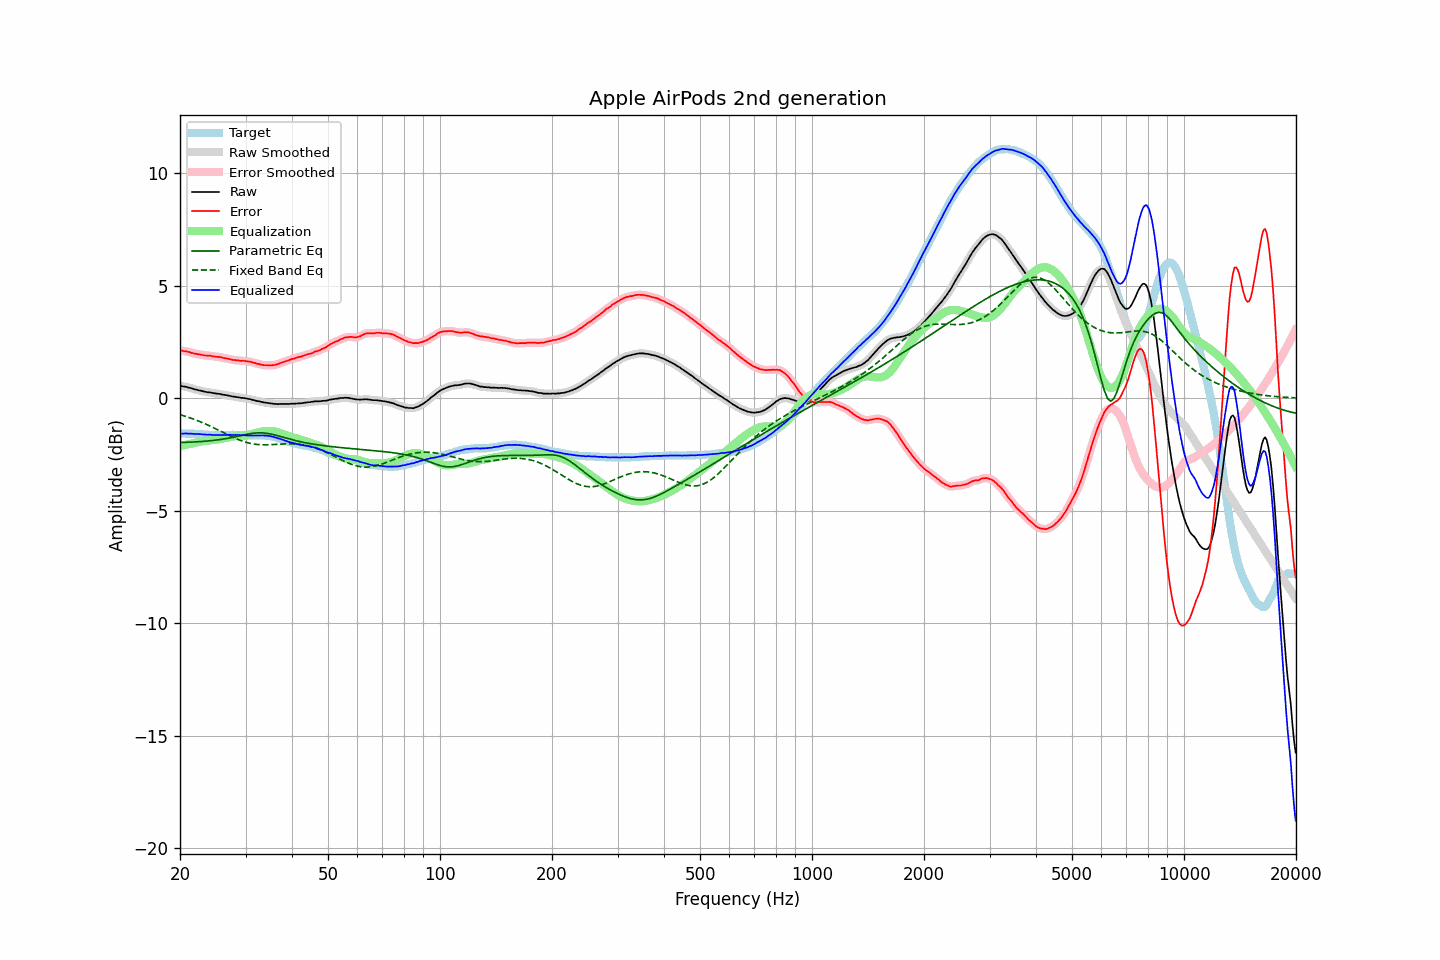 Apple AirPods 2nd generation
Target
Raw Smoothed
Error Smoothed
Raw
Error
Equalization
Parametric Eq
Fixed Band Eq
Equalized
Amplitude (dBr)
10
5
0
−5
−10
−15
−20
20 50 100 200 500 1000 2000 5000 10000 20000
Frequency (Hz)